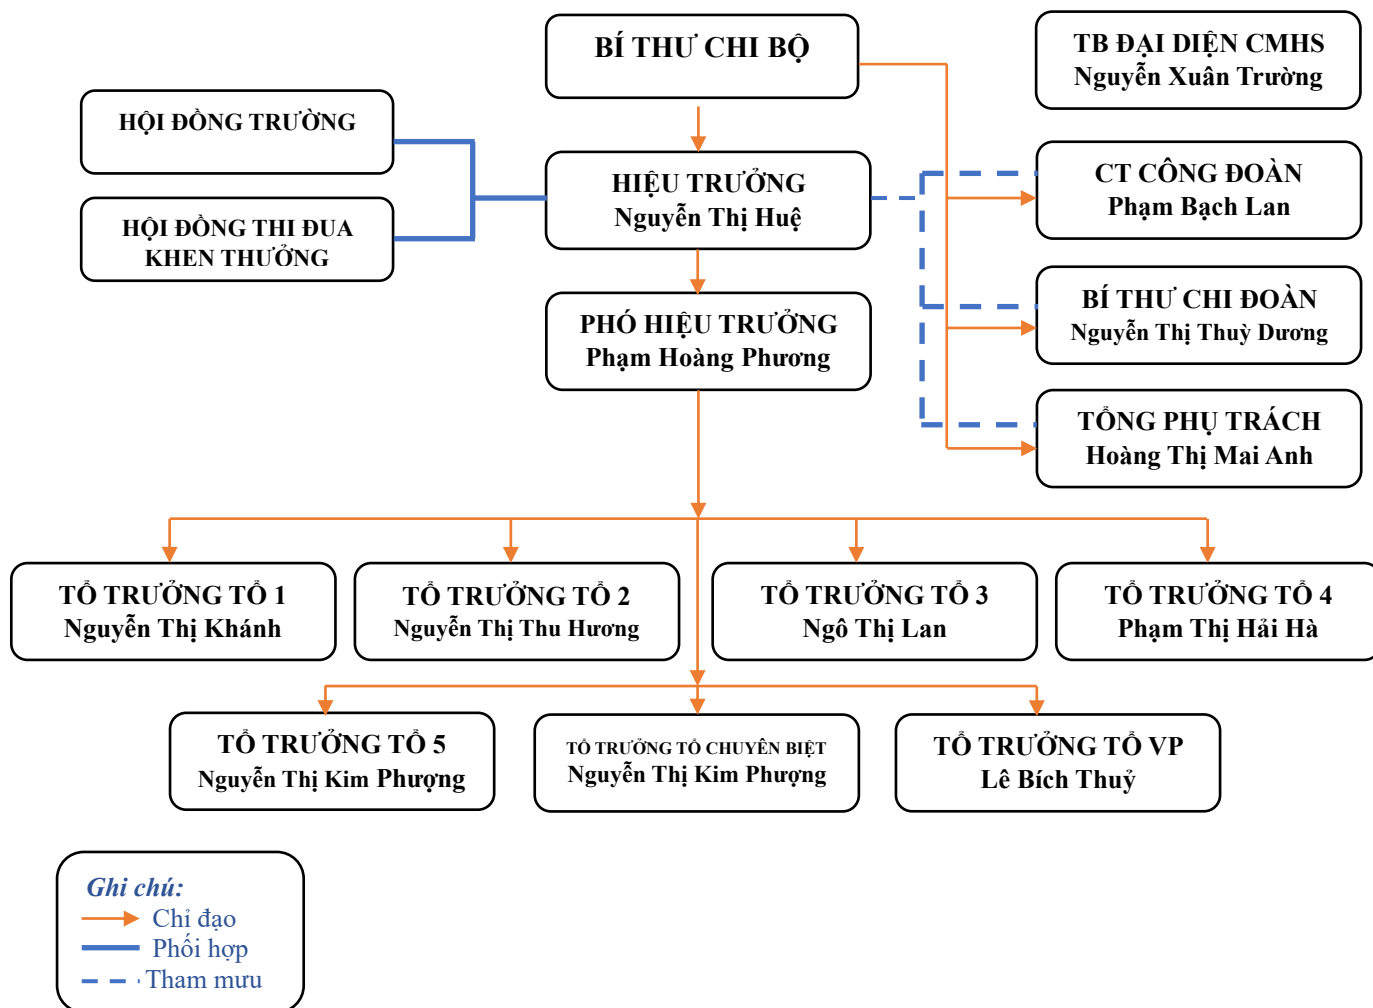 BÍ THƯ CHI BỘ
TB ĐẠI DIỆN CMHS
Nguyễn Xuân Trường
HỘI ĐỒNG TRƯỜNG
HIỆU TRƯỞNG
Nguyễn Thị Huệ
CT CÔNG ĐOÀN
Phạm Bạch Lan
HỘI ĐỒNG THI ĐUA
KHEN THƯỞNG
PHÓ HIỆU TRƯỞNG
Phạm Hoàng Phương
BÍ THƯ CHI ĐOÀN
Nguyễn Thị Thuỳ Dương
TỔNG PHỤ TRÁCH
Hoàng Thị Mai Anh
TỔ TRƯỞNG TỔ 1
Nguyễn Thị Khánh
TỔ TRƯỞNG TỔ 2
Nguyễn Thị Thu Hương
TỔ TRƯỞNG TỔ 3
Ngô Thị Lan
TỔ TRƯỞNG TỔ 4
Phạm Thị Hải Hà
TỔ TRƯỞNG TỔ 5
Nguyễn Thị Kim Phượng
TỔ TRƯỞNG TỔ CHUYÊN BIỆT
Nguyễn Thị Kim Phượng
TỔ TRƯỞNG TỔ VP
Lê Bích Thuỷ
Ghi chú:
Chỉ đạo
Phối hợp
Tham mưu